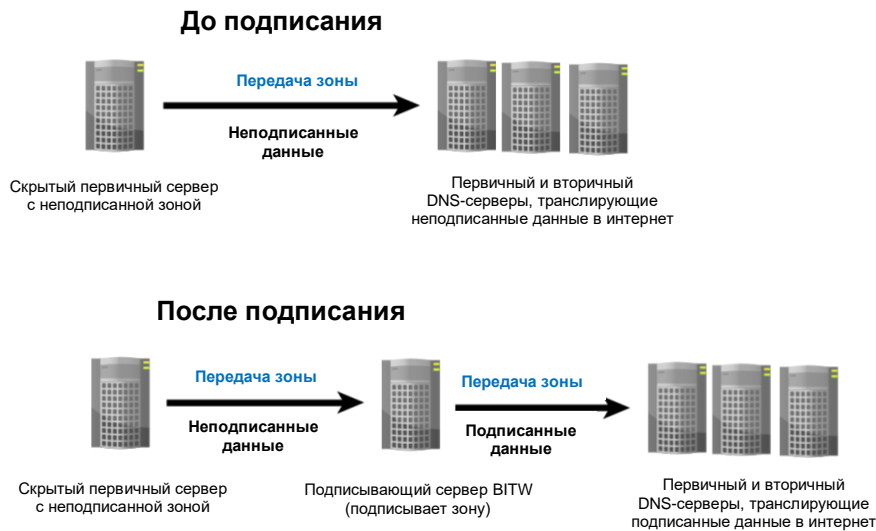 До подписания
Передача зоны
Неподписанные
данные
Скрытый первичный сервер
с неподписанной зоной
Первичный и вторичный
DNS-серверы, транслирующие
неподписанные данные в интернет
После подписания
Передача зоны
Неподписанные
данные
Передача зоны
Подписанные
данные
Скрытый первичный сервер
с неподписанной зоной
Подписывающий сервер BITW
(подписывает зону)
Первичный и вторичный
DNS-серверы, транслирующие
подписанные данные в интернет